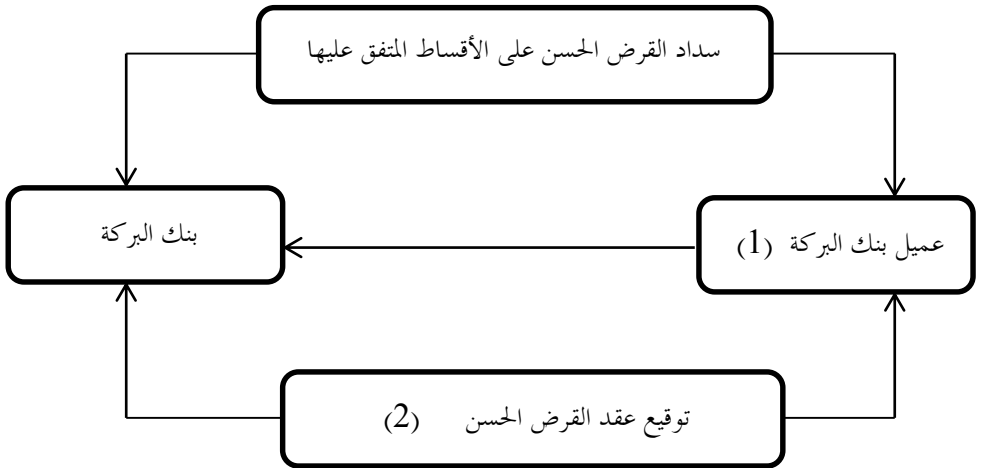 سداد القرض الحسن على الأقساط المتفق عليها
عميل بنك البركة (1)
بنك البركة
توقيع عقد القرض الحسن (2)